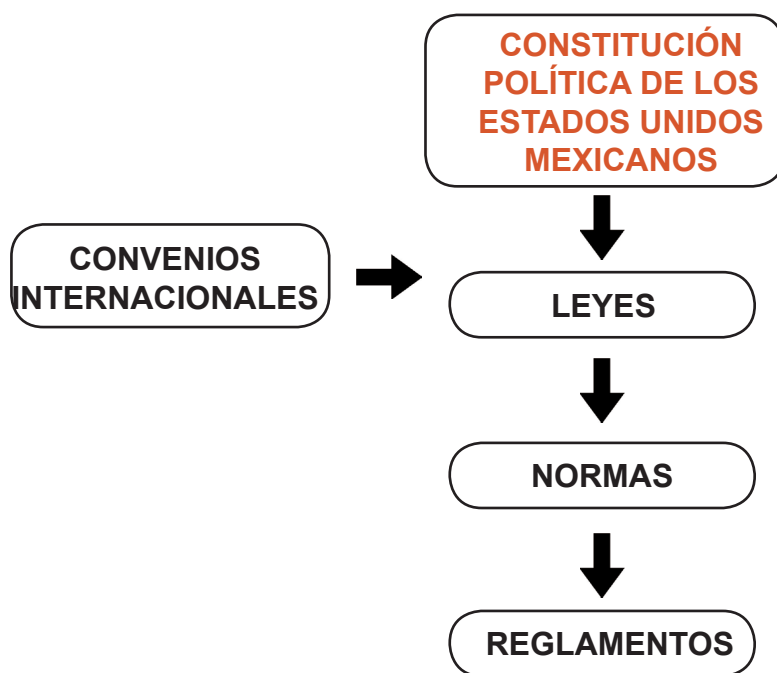 CONSTITUCIÓN
POLÍTICA DE LOS
ESTADOS UNIDOS
MEXICANOS
CONVENIOS
INTERNACIONALES
LEYES
NORMAS
REGLAMENTOS